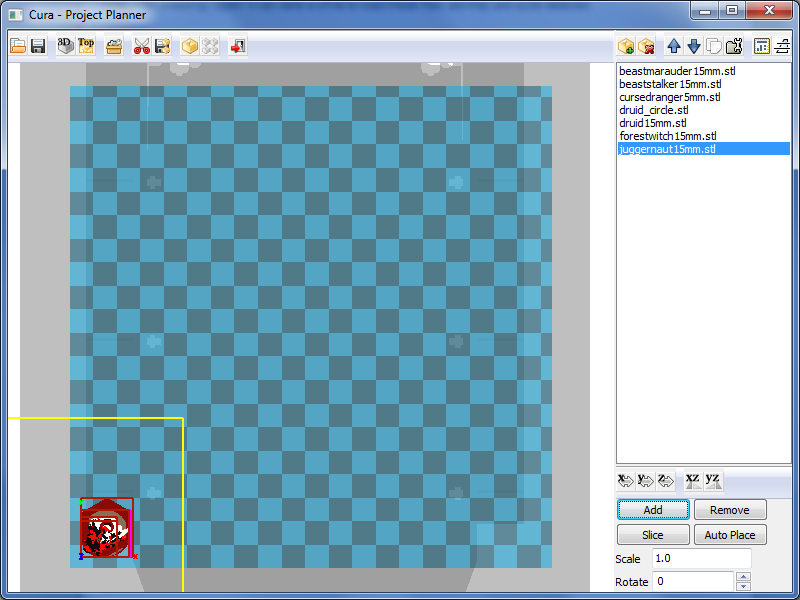 Cura - Project Planner
3D
Top
beastmarauder15mm.stl
beaststalker15mm.stl
cursedranger5mm.stl
druid_circle.stl
druid15mm.stl
forestwitch15mm.stl
juggernaut15mm.stl
X Y Z XZ YZ
Add Remove
Slice Auto Place
Scale 1.0
Rotate 0